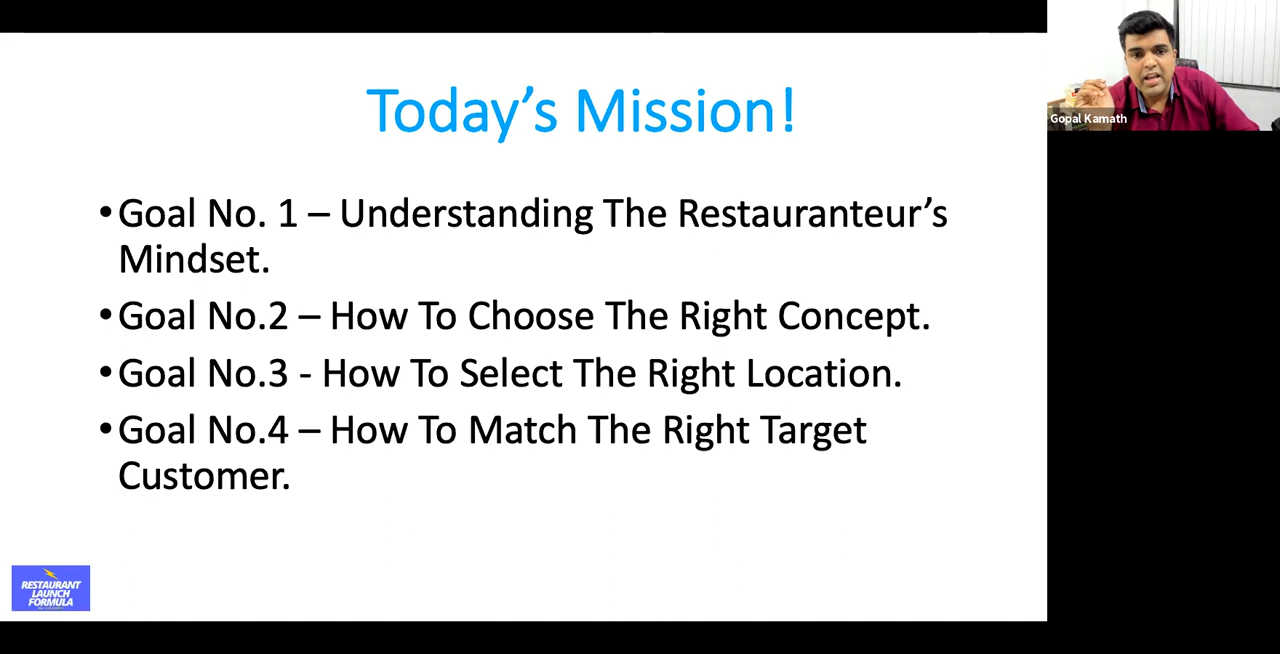 Today's Mission!
Gopal Kamath
•Goal No. 1 – Understanding The Restauranteur's
Mindset.
•Goal No.2 – How To Choose The Right Concept.
•Goal No.3 - How To Select The Right Location.
•Goal No.4 – How To Match The Right Target
Customer.
RESTAURANT
LAUNCH
FORMULA